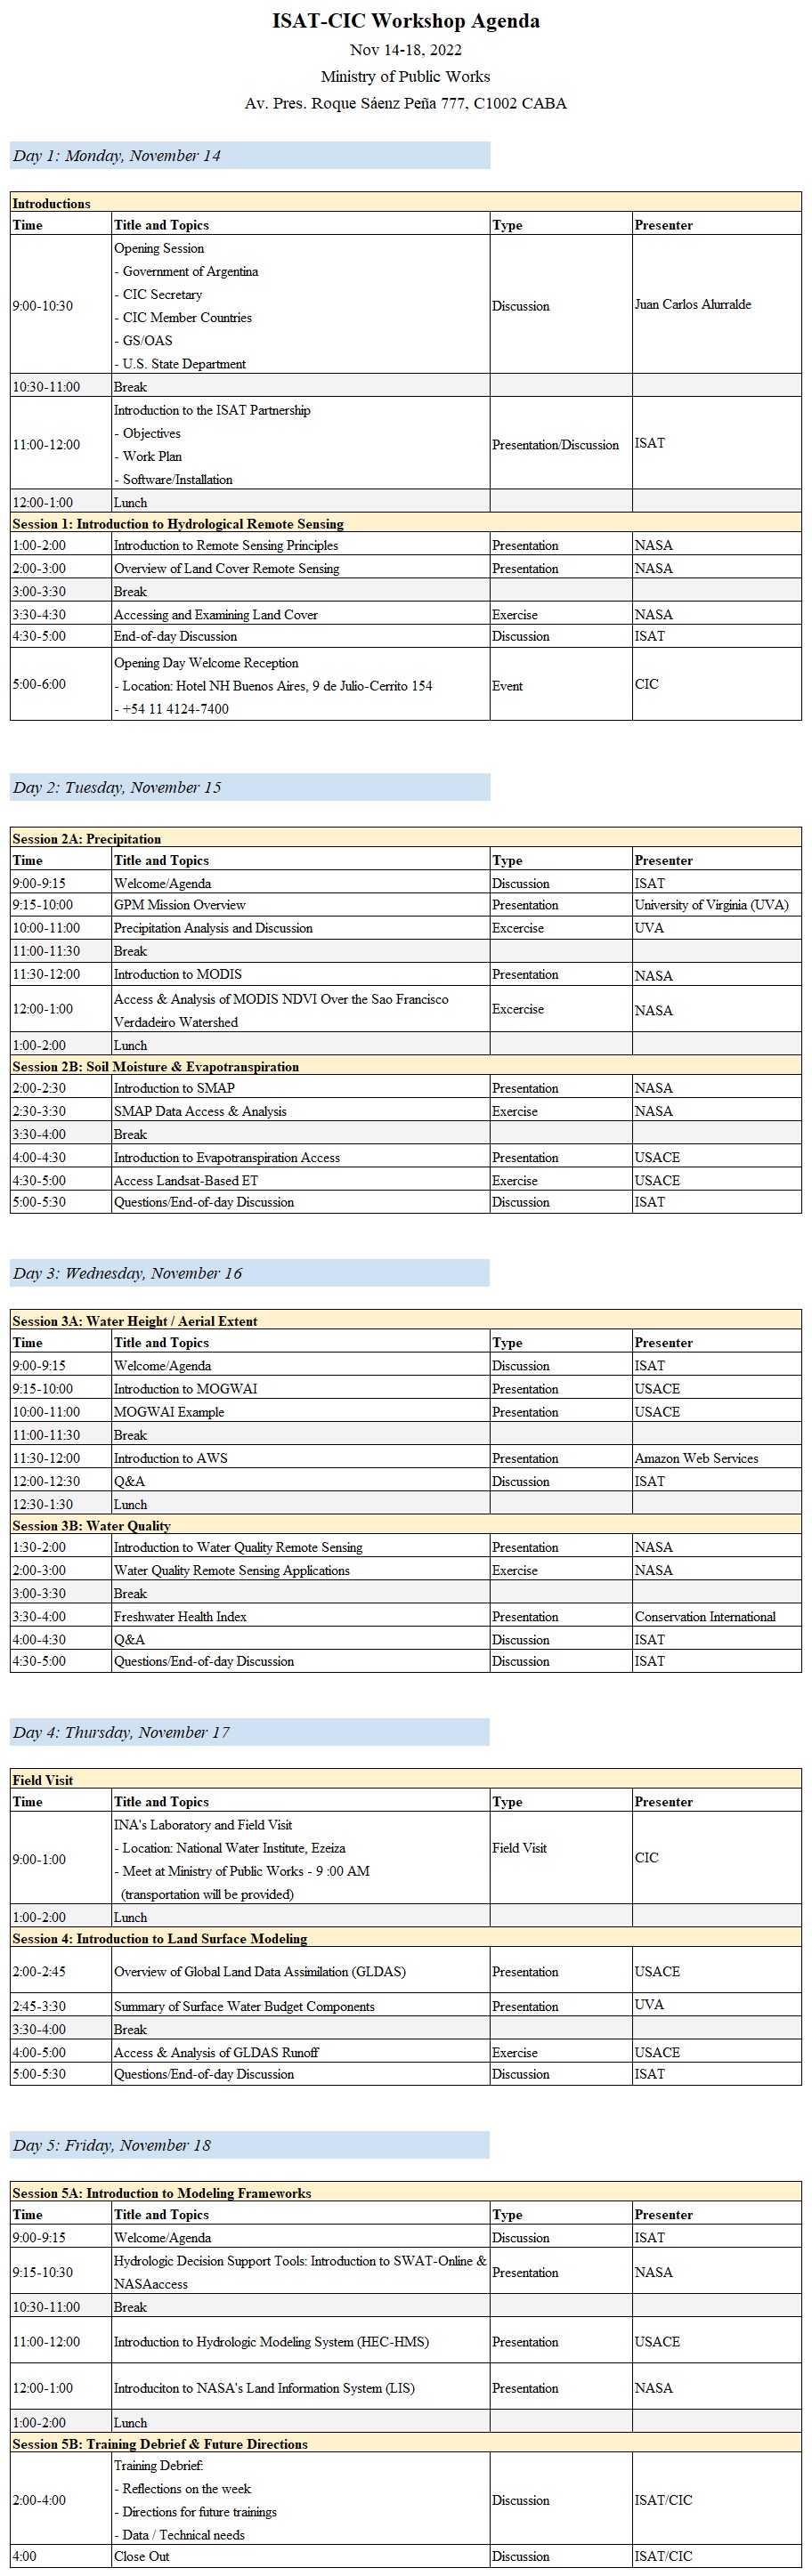 ISAT-CIC Workshop Agenda
Nov 14-18, 2022
Ministry of Public Works
Av. Pres. Roque Sáenz Peña 777, C1002 CABA
Day 1: Monday, November 14
Introductions
Time Title and Topics Type Presenter
9:00-10:30 Opening Session Discussion Juan Carlos Alurralde
- Government of Argentina
- CIC Secretary
- CIC Member Countries
- GS/OAS
- U.S. State Department
10:30-11:00 Break
11:00-12:00 Introduction to the ISAT Partnership Presentation/Discussion ISAT
- Objectives
- Work Plan
- Software/Installation
12:00-1:00 Lunch
Session 1: Introduction to Hydrological Remote Sensing
1:00-2:00 Introduction to Remote Sensing Principles Presentation NASA
2:00-3:00 Overview of Land Cover Remote Sensing Presentation NASA
3:00-3:30 Break
3:30-4:30 Accessing and Examining Land Cover Exercise NASA
4:30-5:00 End-of-day Discussion Discussion ISAT
5:00-6:00 Opening Day Welcome Reception Event CIC
- Location: Hotel NH Buenos Aires, 9 de Julio-Cerrito 154
- +54 11 4124-7400
Day 2: Tuesday, November 15
Session 2A: Precipitation
Time Title and Topics Type Presenter
9:00-9:15 Welcome/Agenda Discussion ISAT
9:15-10:00 GPM Mission Overview Presentation University of Virginia (UVA)
10:00-11:00 Precipitation Analysis and Discussion Excercise UVA
11:00-11:30 Break
11:30-12:00 Introduction to MODIS Presentation NASA
12:00-1:00 Access & Analysis of MODIS NDVI Over the Sao Francisco Excercise NASA
Verdadeiro Watershed
1:00-2:00 Lunch
Session 2B: Soil Moisture & Evapotranspiration
2:00-2:30 Introduction to SMAP Presentation NASA
2:30-3:30 SMAP Data Access & Analysis Exercise NASA
3:30-4:00 Break
4:00-4:30 Introduction to Evapotranspiration Access Presentation USACE
4:30-5:00 Access Landsat-Based ET Exercise USACE
5:00-5:30 Questions/End-of-day Discussion Discussion ISAT
Day 3: Wednesday, November 16
Session 3A: Water Height / Aerial Extent
Time Title and Topics Type Presenter
9:00-9:15 Welcome/Agenda Discussion ISAT
9:15-10:00 Introduction to MOGWAI Presentation USACE
10:00-11:00 MOGWAI Example Presentation USACE
11:00-11:30 Break
11:30-12:00 Introduction to AWS Presentation Amazon Web Services
12:00-12:30 Q&A Discussion ISAT
12:30-1:30 Lunch
Session 3B: Water Quality
1:30-2:00 Introduction to Water Quality Remote Sensing Presentation NASA
2:00-3:00 Water Quality Remote Sensing Applications Exercise NASA
3:00-3:30 Break
3:30-4:00 Freshwater Health Index Presentation Conservation International
4:00-4:30 Q&A Discussion ISAT
4:30-5:00 Questions/End-of-day Discussion Discussion ISAT
Day 4: Thursday, November 17
Field Visit
Time Title and Topics Type Presenter
9:00-1:00 INA's Laboratory and Field Visit Field Visit CIC
- Location: National Water Institute, Ezeiza
- Meet at Ministry of Public Works - 9 :00 AM
(transportation will be provided)
1:00-2:00 Lunch
Session 4: Introduction to Land Surface Modeling
2:00-2:45 Overview of Global Land Data Assimilation (GLDAS) Presentation USACE
2:45-3:30 Summary of Surface Water Budget Components Presentation UVA
3:30-4:00 Break
4:00-5:00 Access & Analysis of GLDAS Runoff Exercise USACE
5:00-5:30 Questions/End-of-day Discussion Discussion ISAT
Day 5: Friday, November 18
Session 5A: Introduction to Modeling Frameworks
Time Title and Topics Type Presenter
9:00-9:15 Welcome/Agenda Discussion ISAT
9:15-10:30 Hydrologic Decision Support Tools: Introduction to SWAT-Online & Presentation NASA
NASAaccess
10:30-11:00 Break
11:00-12:00 Introduction to Hydrologic Modeling System (HEC-HMS) Presentation USACE
12:00-1:00 Introduciton to NASA's Land Information System (LIS) Presentation NASA
1:00-2:00 Lunch
Session 5B: Training Debrief & Future Directions
2:00-4:00 Training Debrief: Discussion ISAT/CIC
- Reflections on the week
- Directions for future trainings
- Data / Technical needs
4:00 Close Out Discussion ISAT/CIC